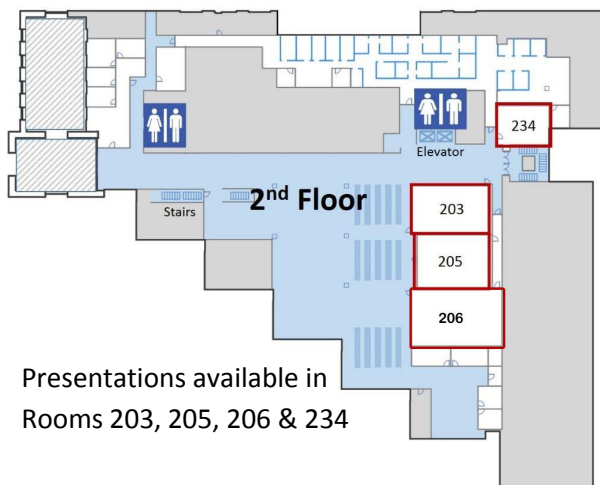 234
Elevator
2nd Floor
Stairs
203
205
206
Presentations available in
Rooms 203, 205, 206 & 234